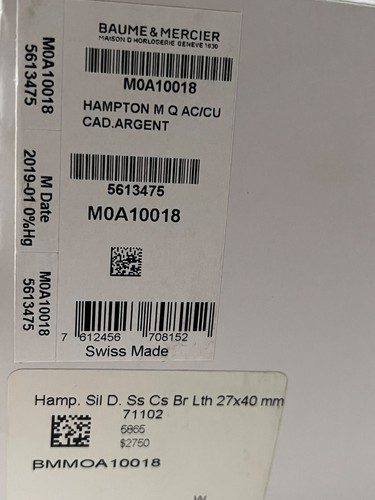 BAUME & MERCIER
MAISON D HORLOGERIE GENEVE 1830
M0A10018
HAMPTON M Q AC/CU
CAD.ARGENT
5613475
M0A10018
7 612456 708152
Swiss Made
M0A10018
5613475
M Date
2019-01 0%Hg
M0A10018
5613475
Hamp. Sil D. Ss Cs Br Lth 27x40 mm
71102
$2750
BMMOA10018